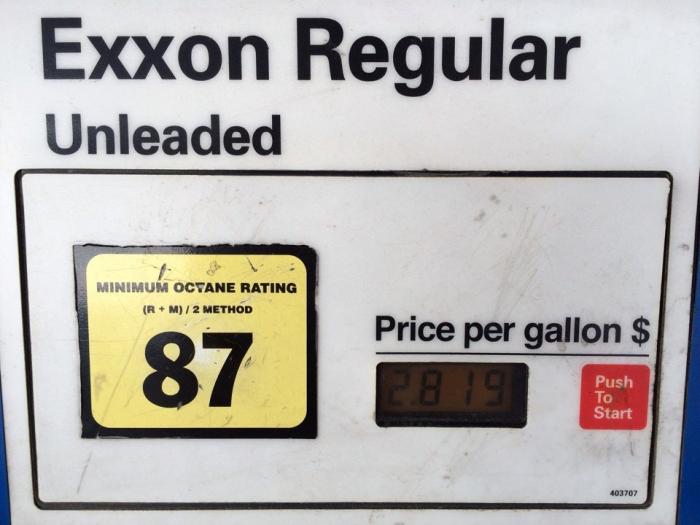 Exxon Regular
Unleaded
MINIMUM OCTANE RATING
(R + M) / 2 METHOD
87
Price per gallon $
2.819
Push
To
Start
403707